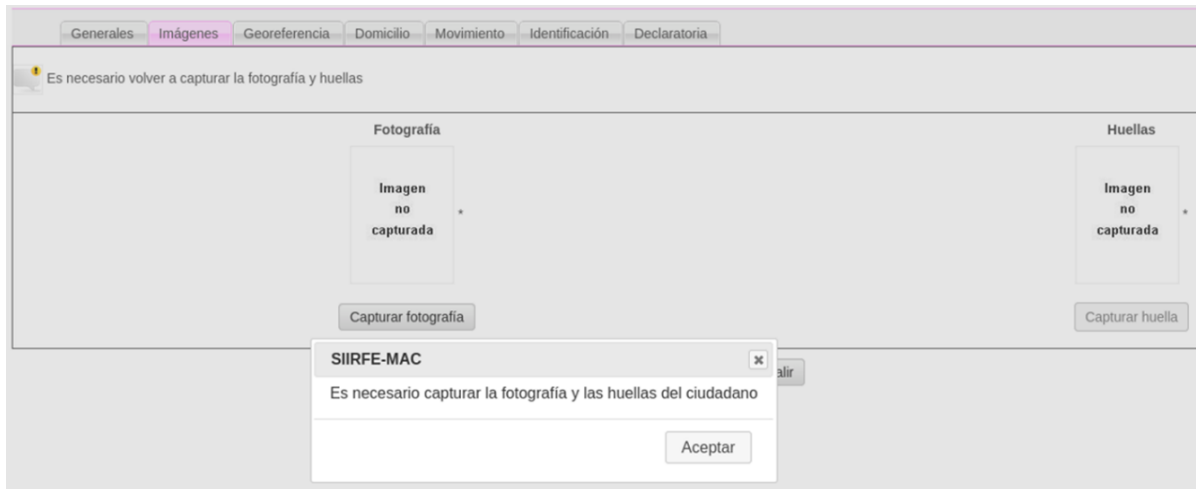 Generales Imágenes Georeferencia Domicilio Movimiento Identificación Declaratoria
Es necesario volver a capturar la fotografía y huellas
Fotografía Huellas
Imagen Imagen
no no
* *
capturada capturada
Capturar fotografía Capturar huella
SIIRFE-MAC
Es necesario capturar la fotografía y las huellas del ciudadano
Aceptar